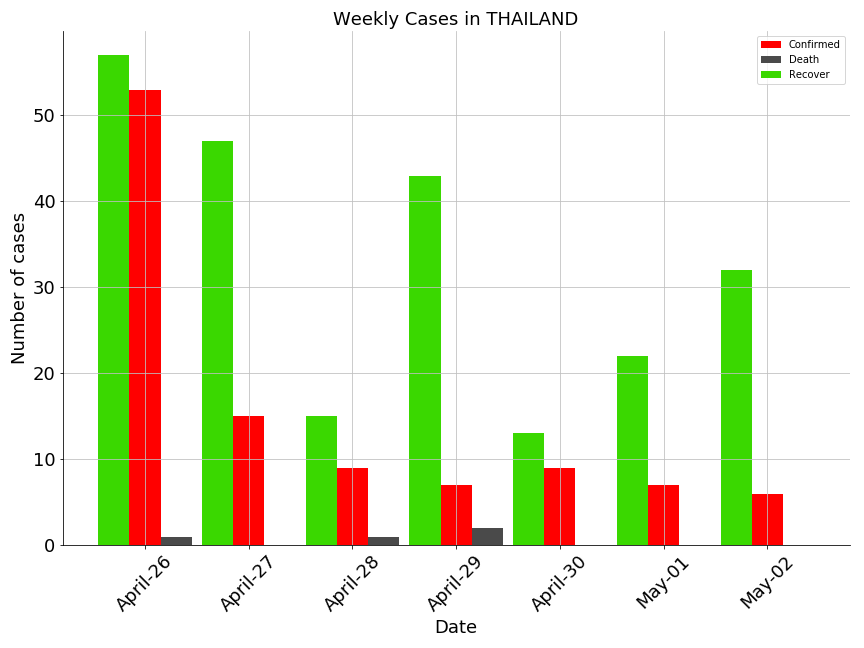 Weekly Cases in THAILAND
Confirmed
Death
Recover
Number of cases
50
40
30
20
10
0
April-26
April-27
April-28
April-29
April-30
May-01
May-02
Date